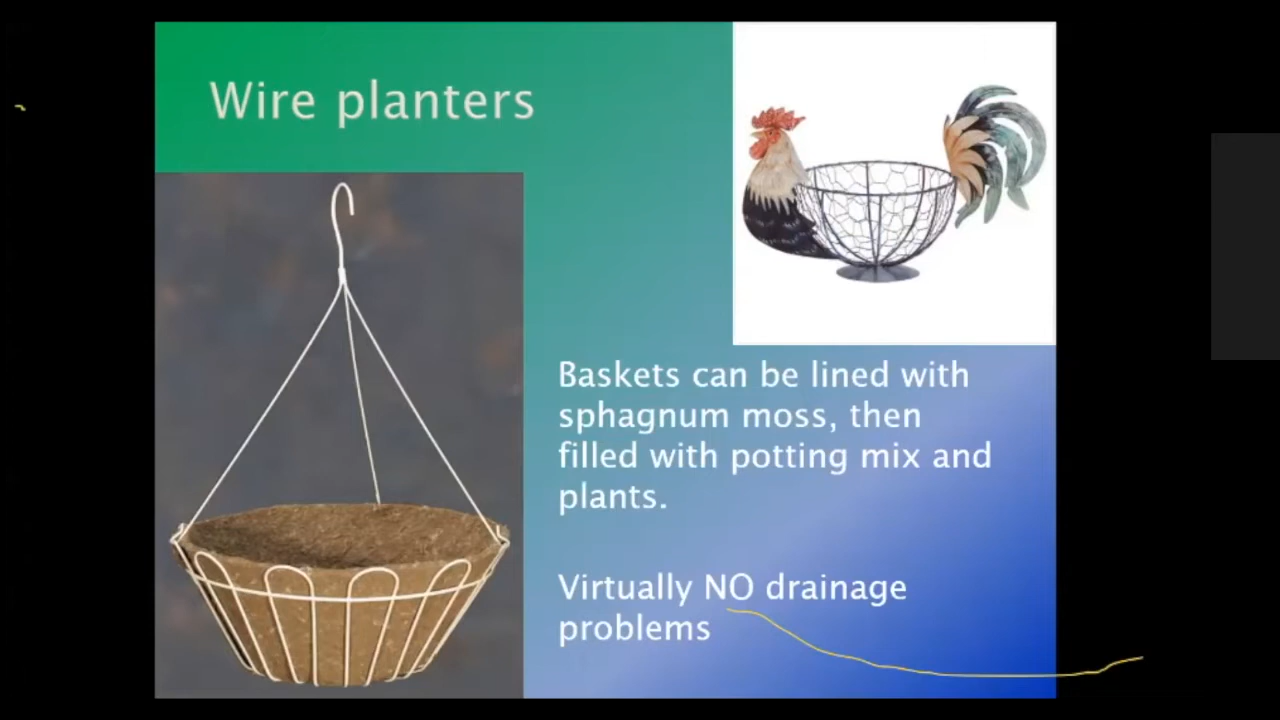 Wire planters
Baskets can be lined with
sphagnum moss, then
filled with potting mix and
plants.
Virtually NO drainage
problems